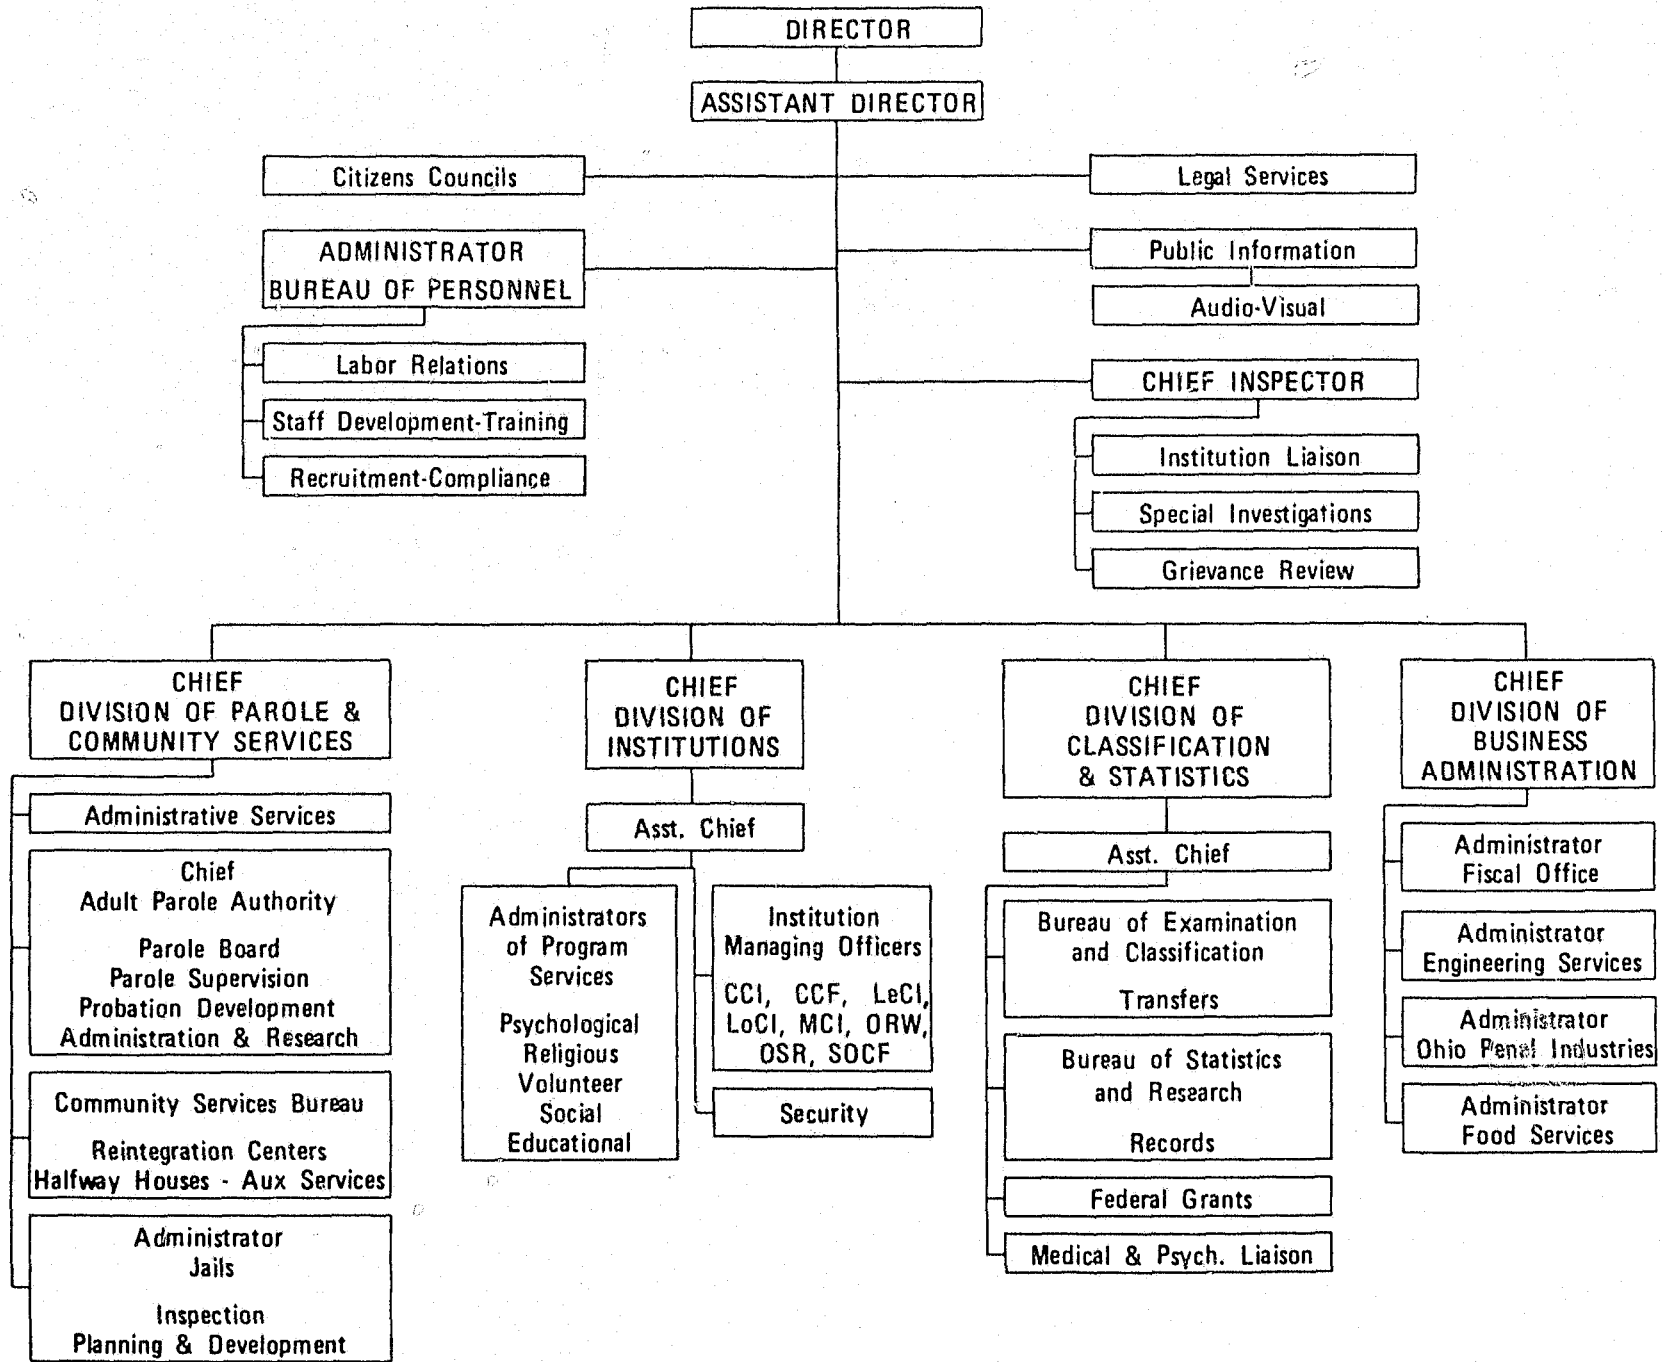 DIRECTOR
ASSISTANT DIRECTOR
Citizens Councils
Legal Services
ADMINISTRATOR
BUREAU OF PERSONNEL
Public Information
Audio-Visual
Labor Relations
Staff Development-Training
Recruitment-Compliance
CHIEF INSPECTOR
Institution Liaison
Special Investigations
Grievance Review
CHIEF
DIVISION OF PAROLE &
COMMUNITY SERVICES
Administrative Services
Chief
Adult Parole Authority
Parole Board
Parole Supervision
Probation Development
Administration & Research
Community Services Bureau
Reintegration Centers
Halfway Houses - Aux Services
Administrator
Jails
Inspection
Planning & Development
CHIEF
DIVISION OF
INSTITUTIONS
Asst. Chief
Administrators
of Program
Services
Psychological
Religious
Volunteer
Social
Educational
Institution
Managing Officers
CCI, CCF, LeCI,
LoCI, MCI, ORW,
OSR, SOCF
Security
CHIEF
DIVISION OF
CLASSIFICATION
& STATISTICS
Asst. Chief
Bureau of Examination
and Classification
Transfers
Bureau of Statistics
and Research
Records
Federal Grants
Medical & Psych. Liaison
CHIEF
DIVISION OF
BUSINESS
ADMINISTRATION
Administrator
Fiscal Office
Administrator
Engineering Services
Administrator
Ohio Penal Industries
Administrator
Food Services